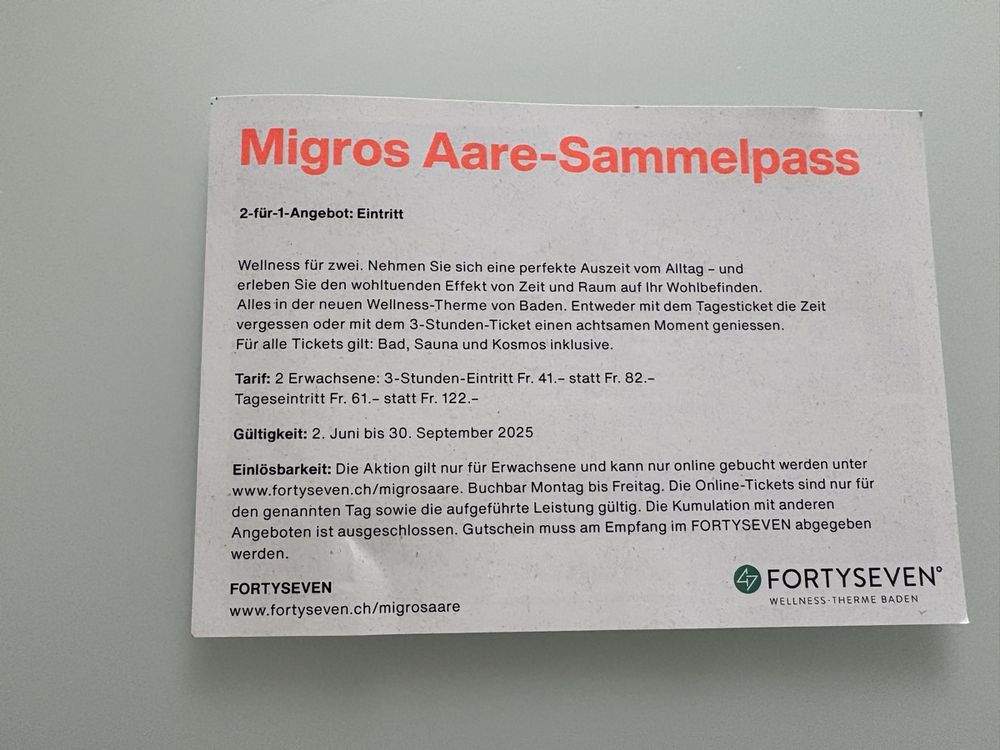 Migros Aare-Sammelpass
2-für-1-Angebot: Eintritt
Wellness für zwei. Nehmen Sie sich eine perfekte Auszeit vom Alltag – und
erleben Sie den wohltuenden Effekt von Zeit und Raum auf Ihr Wohlbefinden.
Alles in der neuen Wellness-Therme von Baden. Entweder mit dem Tagesticket die Zeit
vergessen oder mit dem 3-Stunden-Ticket einen achtsamen Moment geniessen.
Für alle Tickets gilt: Bad, Sauna und Kosmos inklusive.
Tarif: 2 Erwachsene: 3-Stunden-Eintritt Fr. 41.– statt Fr. 82.–
Tageseintritt Fr. 61.– statt Fr. 122.–
Gültigkeit: 2. Juni bis 30. September 2025
Einlösbarkeit: Die Aktion gilt nur für Erwachsene und kann nur online gebucht werden unter
www.fortyseven.ch/migrosaare. Buchbar Montag bis Freitag. Die Online-Tickets sind nur für
den genannten Tag sowie die aufgeführte Leistung gültig. Die Kumulation mit anderen
Angeboten ist ausgeschlossen. Gutschein muss am Empfang im FORTYSEVEN abgegeben
werden.
FORTYSEVEN
www.fortyseven.ch/migrosaare
47 FORTYSEVEN°
WELLNESS-THERME BADEN